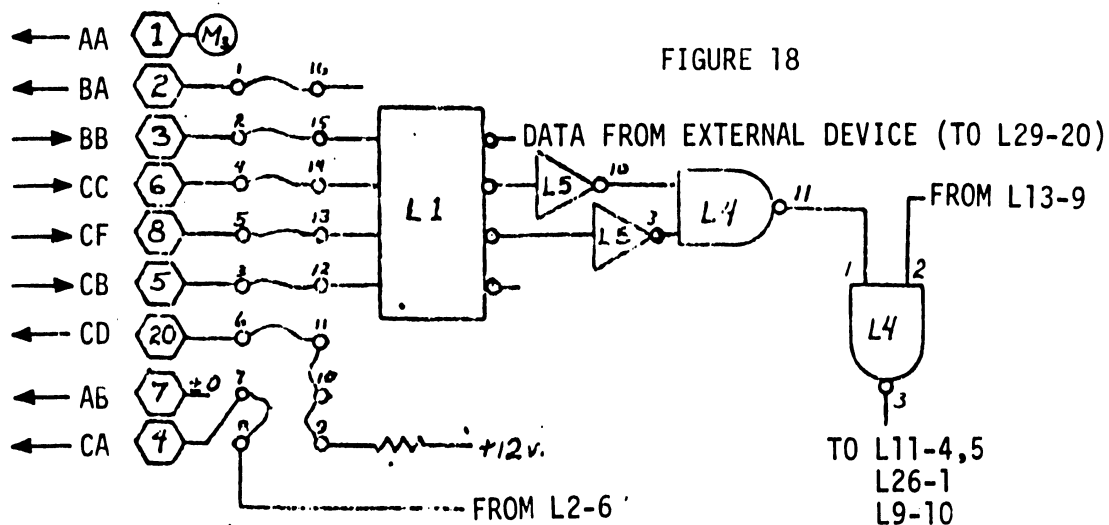 FIGURE 18
AA 1 M3
BA 2 1 16
BB 3 2 15 DATA FROM EXTERNAL DEVICE (TO L29-20)
CC 6 4 14 L5 10 L4 11 FROM L13-9
CF 8 5 13 L1 L5 3
CB 5 3 12 1 2
CD 20 6 11 L4
AB 7 ±0 7 10 3
CA 4 8 9 +12v.
TO L11-4,5
L26-1
L9-10
FROM L2-6